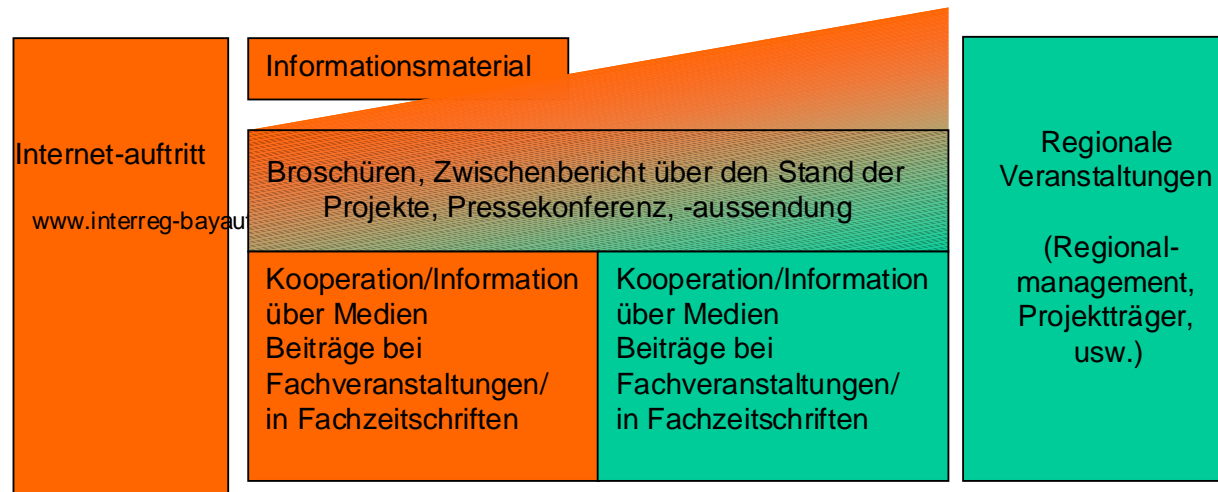 Internet-auftritt
www.interreg-bayaut
Informationsmaterial
Broschüren, Zwischenbericht über den Stand der
Projekte, Pressekonferenz, -aussendung
Kooperation/Information
über Medien
Beiträge bei
Fachveranstaltungen/
in Fachzeitschriften
Kooperation/Information
über Medien
Beiträge bei
Fachveranstaltungen/
in Fachzeitschriften
Regionale
Veranstaltungen
(Regional-
management,
Projektträger,
usw.)